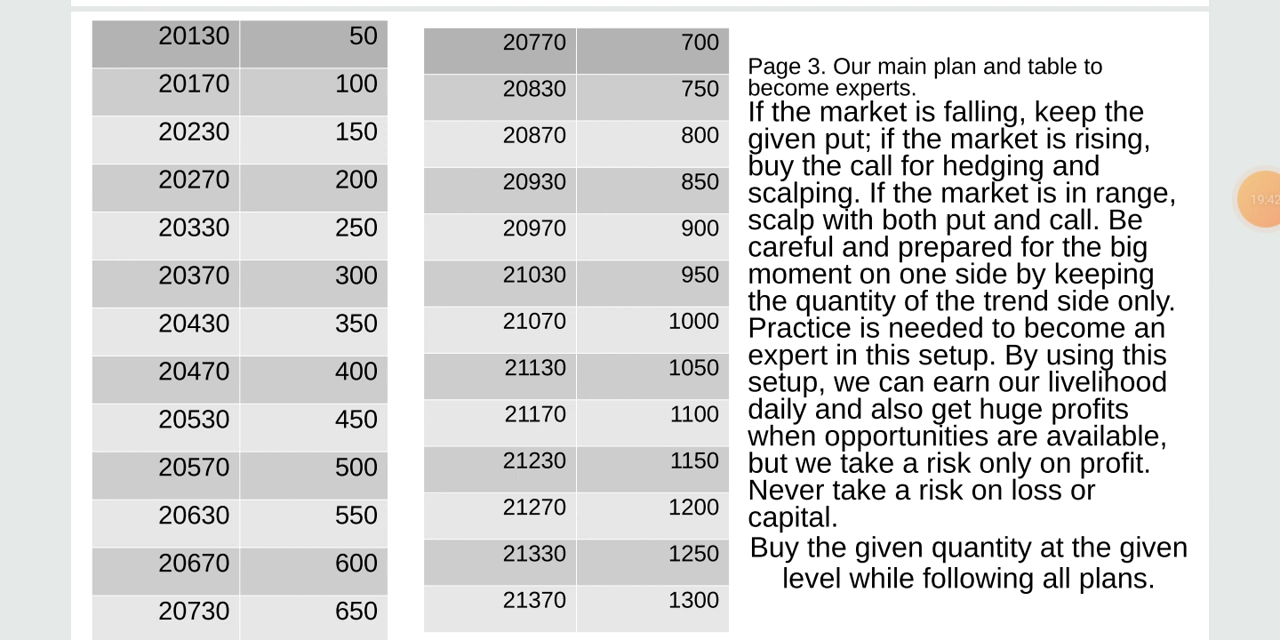 20130 50
20170 100
20230 150
20270 200
20330 250
20370 300
20430 350
20470 400
20530 450
20570 500
20630 550
20670 600
20730 650
20770 700
20830 750
20870 800
20930 850
20970 900
21030 950
21070 1000
21130 1050
21170 1100
21230 1150
21270 1200
21330 1250
21370 1300
Page 3. Our main plan and table to
become experts.
If the market is falling, keep the
given put; if the market is rising,
buy the call for hedging and
scalping. If the market is in range,
scalp with both put and call. Be
careful and prepared for the big
moment on one side by keeping
the quantity of the trend side only.
Practice is needed to become an
expert in this setup. By using this
setup, we can earn our livelihood
daily and also get huge profits
when opportunities are available,
but we take a risk only on profit.
Never take a risk on loss or
capital.
Buy the given quantity at the given
level while following all plans.
19:42